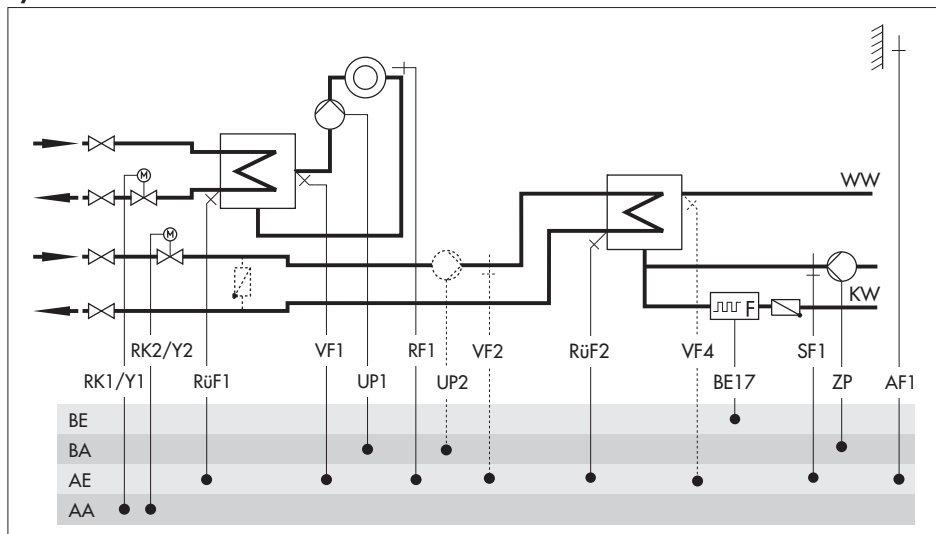 M
M
WW
F
KW
RK2/Y2 VF1 RF1 VF2 RüF2 VF4 SF1
RK1/Y1 RüF1 UP1 UP2 BE17 ZP AF1
BE
BA
AE
AA